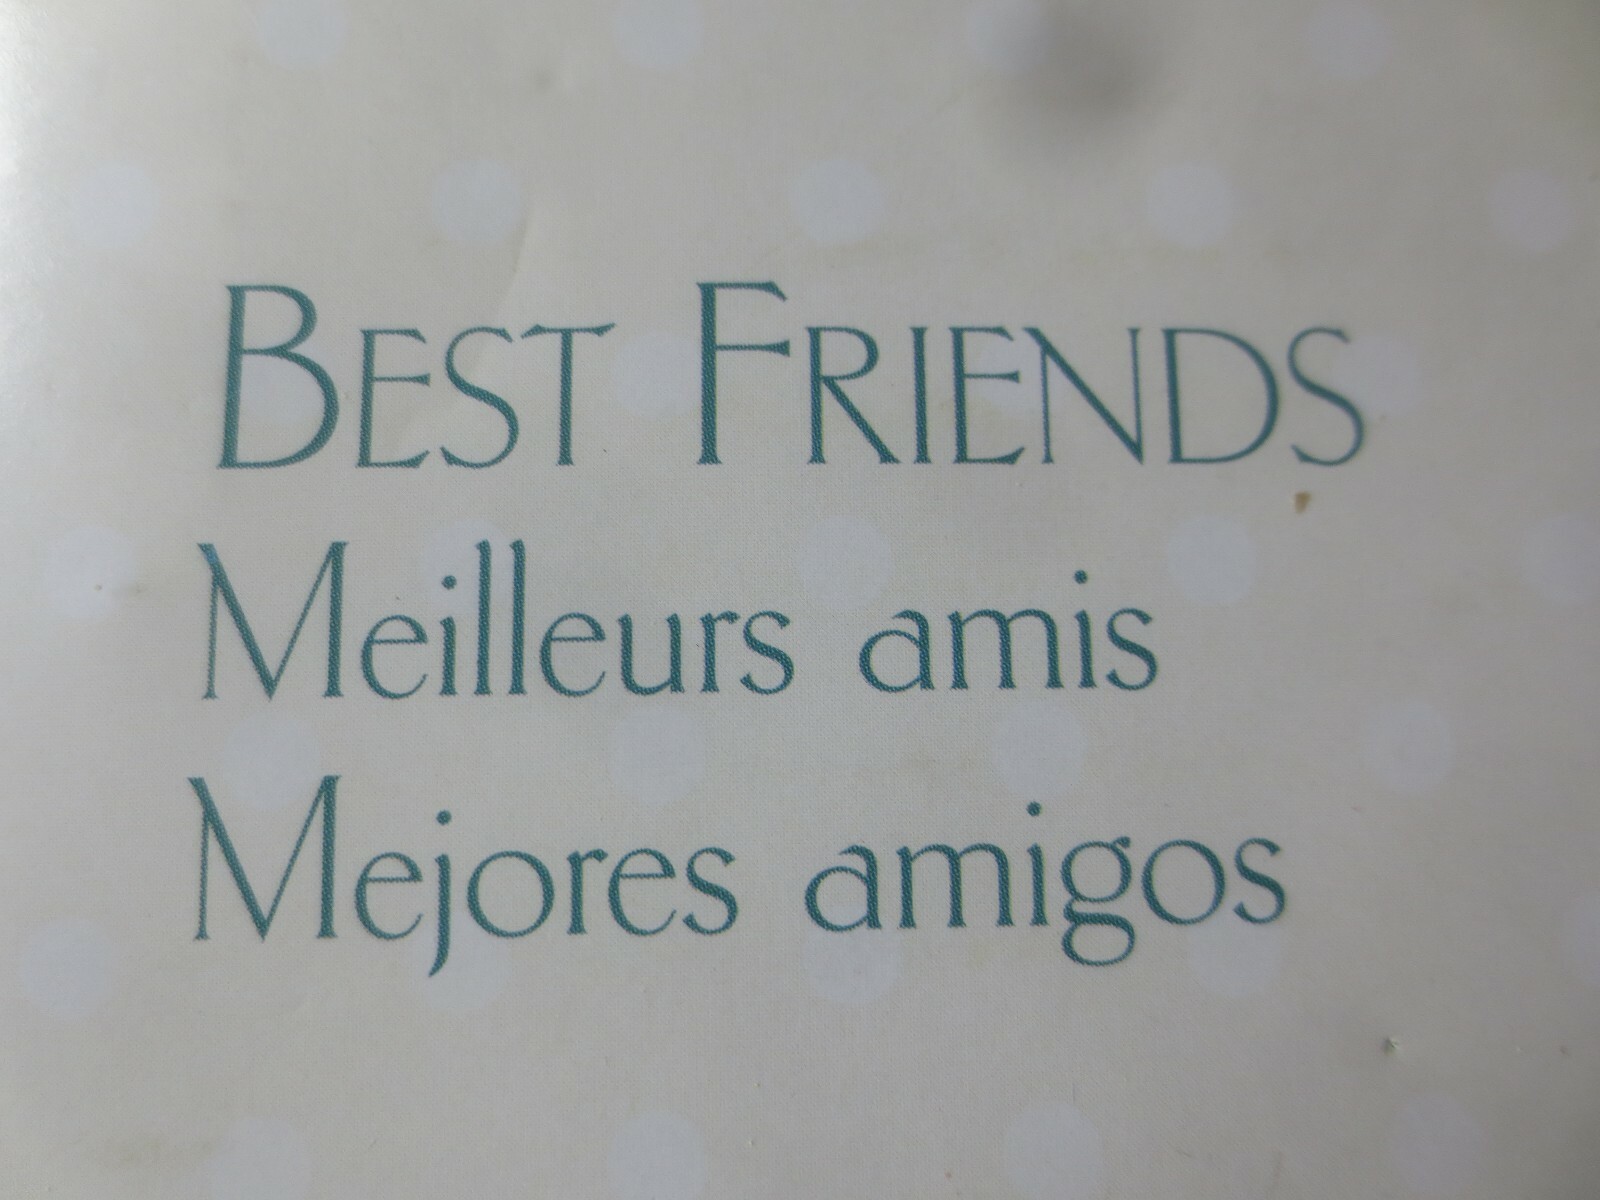 BEST FRIENDS
Meilleurs amis
Mejores amigos